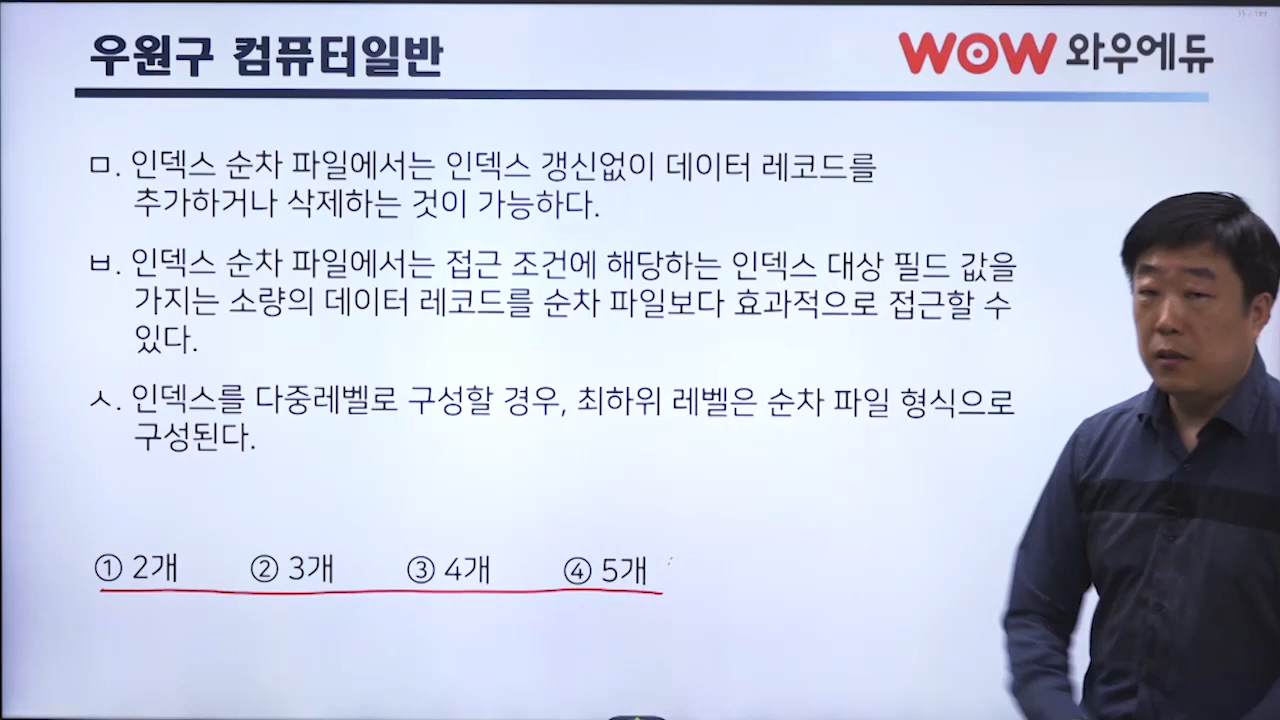 우원구 컴퓨터일반
WOW 와우에듀
ㅁ. 인덱스 순차 파일에서는 인덱스 갱신없이 데이터 레코드를
추가하거나 삭제하는 것이 가능하다.
ㅂ. 인덱스 순차 파일에서는 접근 조건에 해당하는 인덱스 대상 필드 값을
가지는 소량의 데이터 레코드를 순차 파일보다 효과적으로 접근할 수
있다.
ㅅ. 인덱스를 다중레벨로 구성할 경우, 최하위 레벨은 순차 파일 형식으로
구성된다.
① 2개 ② 3개 ③ 4개 ④ 5개